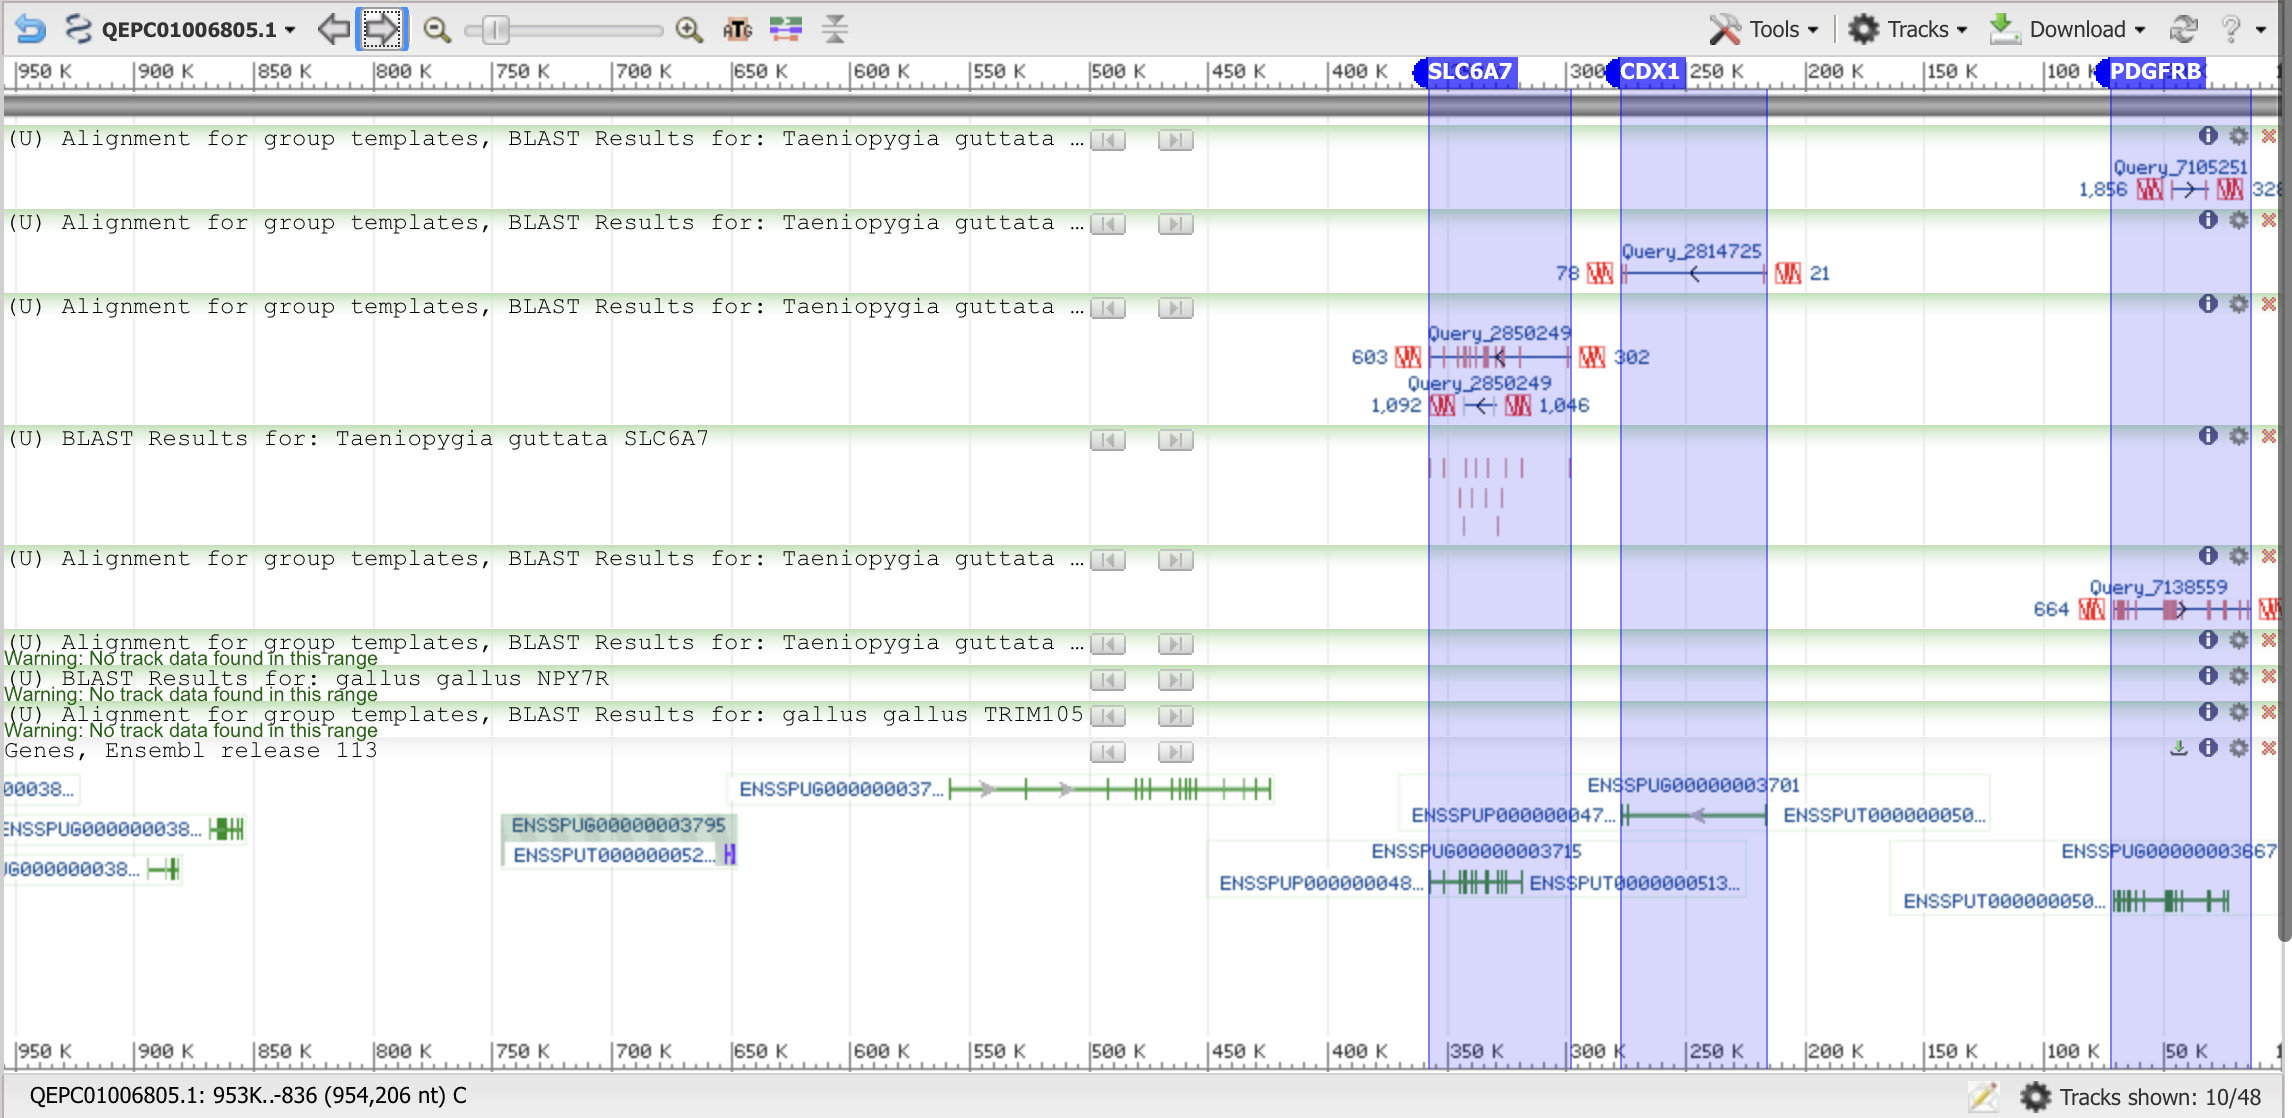 QEPC01006805.1 Tools Tracks Download ?
950 K 900 K 850 K 800 K 750 K 700 K 650 K 600 K 550 K 500 K 450 K 400 K SLC6A7 300 CDX1 250 K 200 K 150 K 100 K PDGFRB
(U) Alignment for group templates, BLAST Results for: Taeniopygia guttata …
Query_7105251
1,856 328
(U) Alignment for group templates, BLAST Results for: Taeniopygia guttata …
Query_2814725
78 21
(U) Alignment for group templates, BLAST Results for: Taeniopygia guttata …
Query_2850249
603 302
Query_2850249
1,092 1,046
(U) BLAST Results for: Taeniopygia guttata SLC6A7
(U) Alignment for group templates, BLAST Results for: Taeniopygia guttata …
Query_7138559
664
(U) Alignment for group templates, BLAST Results for: Taeniopygia guttata …
Warning: No track data found in this range
(U) BLAST Results for: gallus gallus NPY7R
Warning: No track data found in this range
(U) Alignment for group templates, BLAST Results for: gallus gallus TRIM105
Warning: No track data found in this range
Genes, Ensembl release 113
00038… ENSSPUG0000000037… ENSSPUG00000003701
ENSSPUP000000047… ENSSPUT000000050…
ENSSPUG000000038… ENSSPUG00000003795
ENSSPUT000000052… ENSSPUG00000003715 ENSSPUG00000003667
UG000000038… ENSSPUP000000048… ENSSPUT0000000513…
ENSSPUT000000050…
950 K 900 K 850 K 800 K 750 K 700 K 650 K 600 K 550 K 500 K 450 K 400 K 350 K 300 K 250 K 200 K 150 K 100 K 50 K 1
QEPC01006805.1: 953K..-836 (954,206 nt) C Tracks shown: 10/48